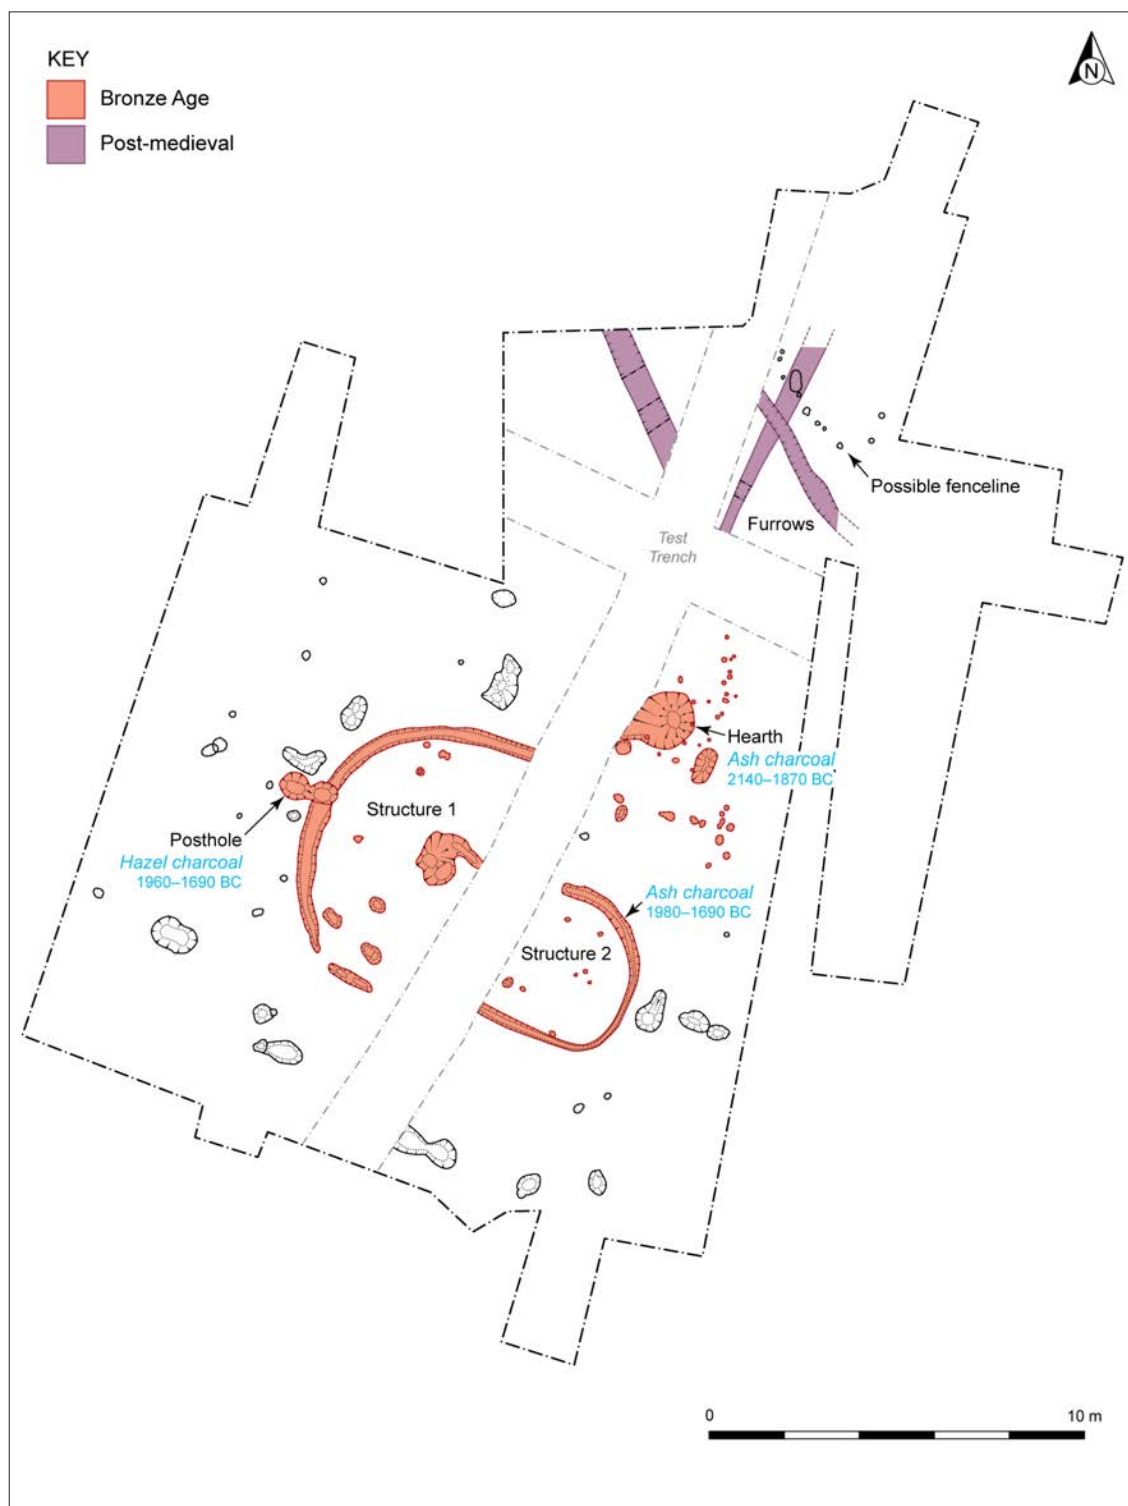 KEY
Bronze Age
Post-medieval
N
Possible fenceline
Furrows
Test
Trench
Hearth
Ash charcoal
2140–1870 BC
Structure 1
Posthole
Hazel charcoal
1960–1690 BC
Ash charcoal
1980–1690 BC
Structure 2
0
10 m